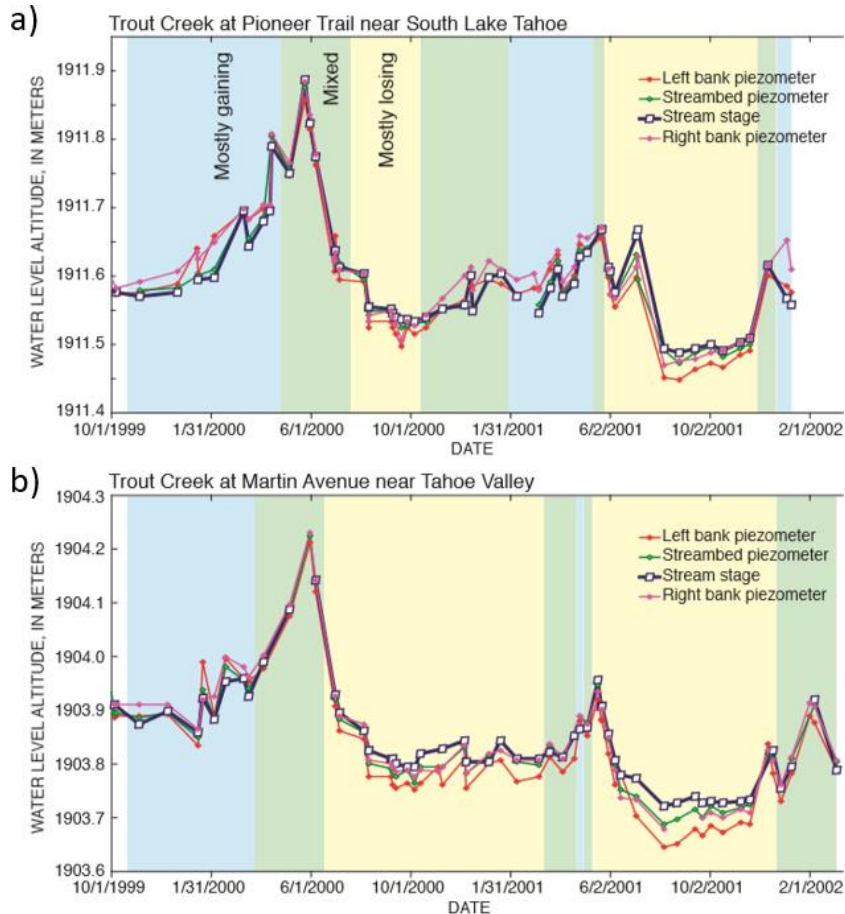 a)
Trout Creek at Pioneer Trail near South Lake Tahoe
WATER LEVEL ALTITUDE, IN METERS
1911.9
1911.8
1911.7
1911.6
1911.5
1911.4
Mostly gaining
Mixed
Mostly losing
Left bank piezometer
Streambed piezometer
Stream stage
Right bank piezometer
10/1/1999 1/31/2000 6/1/2000 10/1/2000 1/31/2001 6/2/2001 10/2/2001 2/1/2002
DATE
b)
Trout Creek at Martin Avenue near Tahoe Valley
WATER LEVEL ALTITUDE, IN METERS
1904.3
1904.2
1904.1
1904.0
1903.9
1903.8
1903.7
1903.6
Left bank piezometer
Streambed piezometer
Stream stage
Right bank piezometer
10/1/1999 1/31/2000 6/1/2000 10/1/2000 1/31/2001 6/2/2001 10/2/2001 2/1/2002
DATE